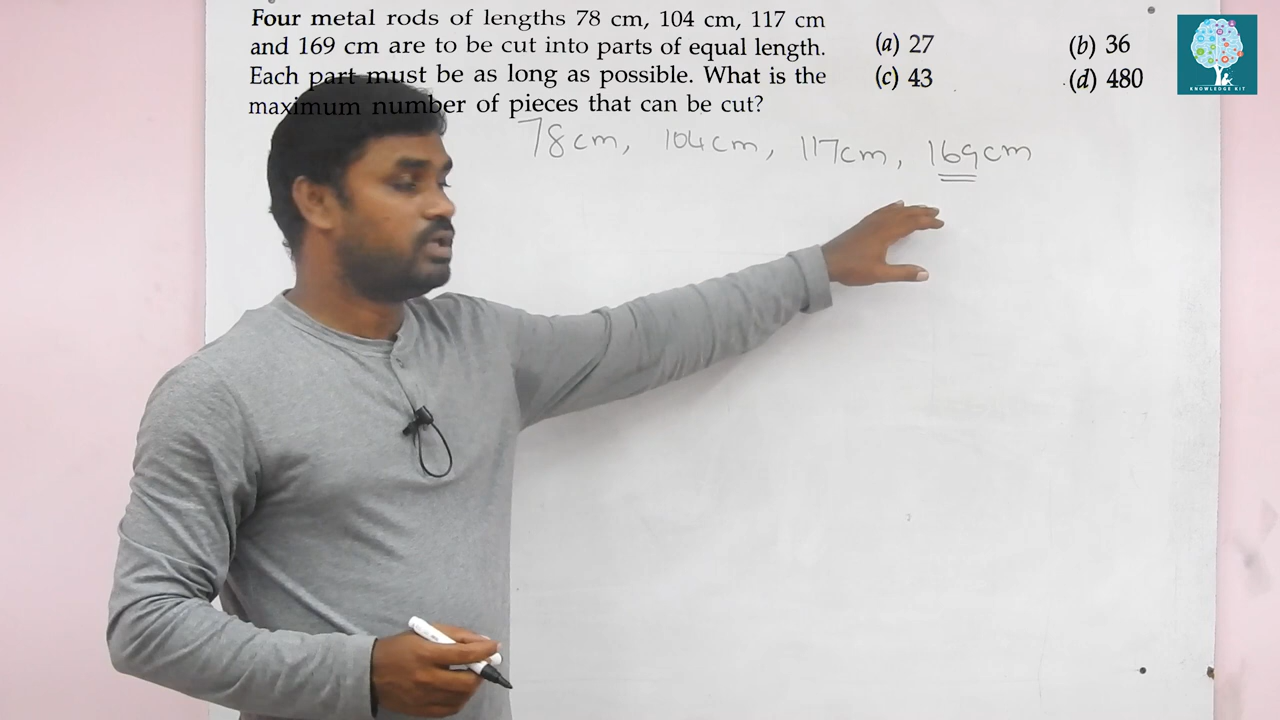 Four metal rods of lengths 78 cm, 104 cm, 117 cm
and 169 cm are to be cut into parts of equal length.
Each part must be as long as possible. What is the
maximum number of pieces that can be cut?
(a) 27
(b) 36
(c) 43
(d) 480
KNOWLEDGE KIT
78cm, 104cm, 117cm, 169cm